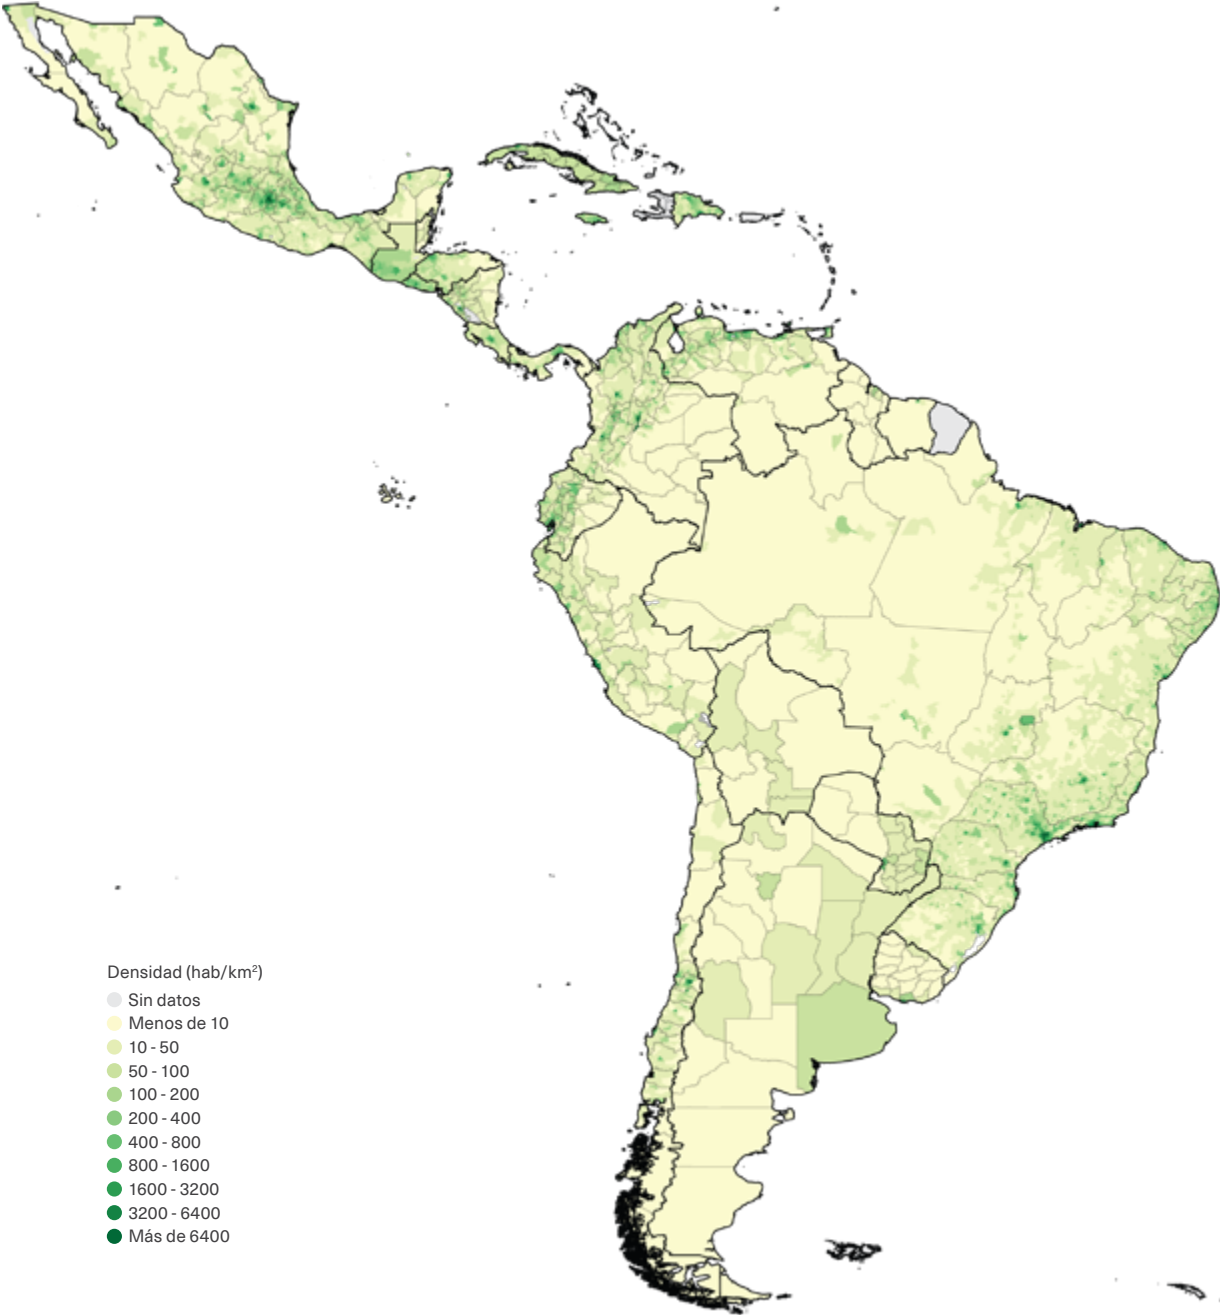 Densidad (hab/km²)
Sin datos
Menos de 10
10 - 50
50 - 100
100 - 200
200 - 400
400 - 800
800 - 1600
1600 - 3200
3200 - 6400
Más de 6400